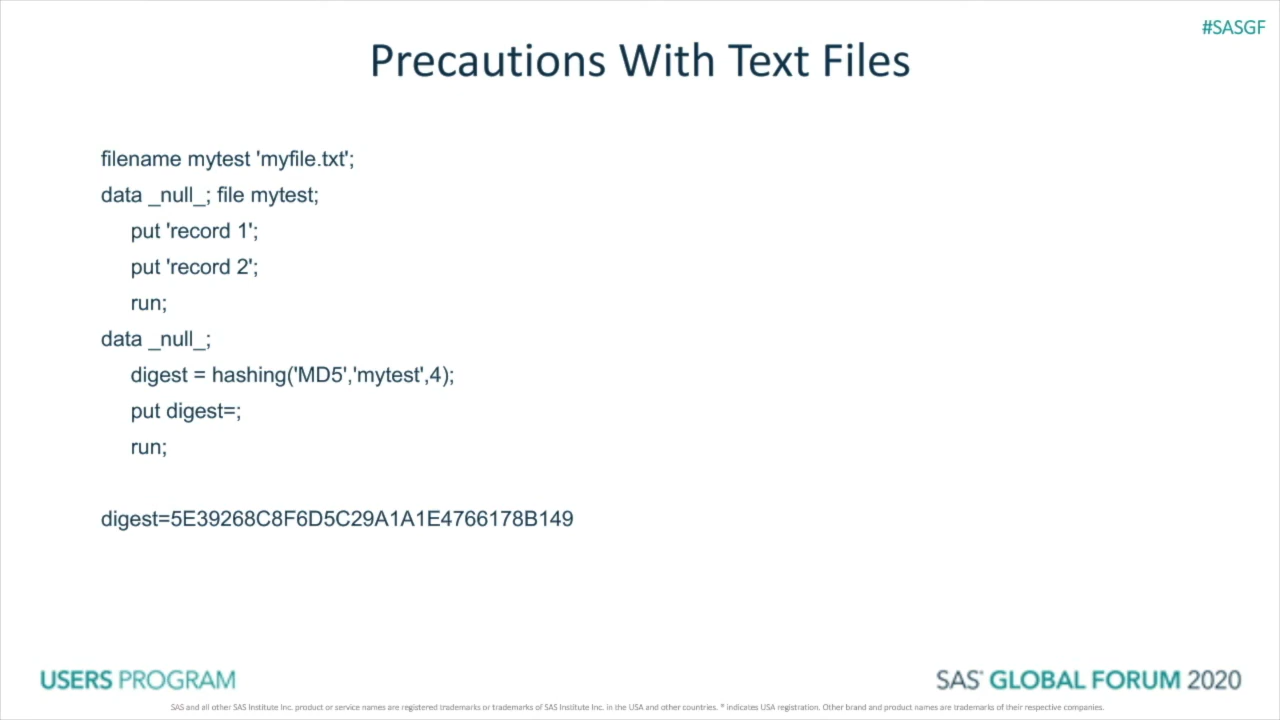 #SASGF
Precautions With Text Files
filename mytest 'myfile.txt';
data _null_; file mytest;
put 'record 1';
put 'record 2';
run;
data _null_;
digest = hashing('MD5','mytest',4);
put digest=;
run;
digest=5E39268C8F6D5C29A1A1E4766178B149
USERS PROGRAM
SAS® GLOBAL FORUM 2020
SAS and all other SAS Institute Inc. product or service names are registered trademarks or trademarks of SAS Institute Inc. in the USA and other countries. ® indicates USA registration. Other brand and product names are trademarks of their respective companies.